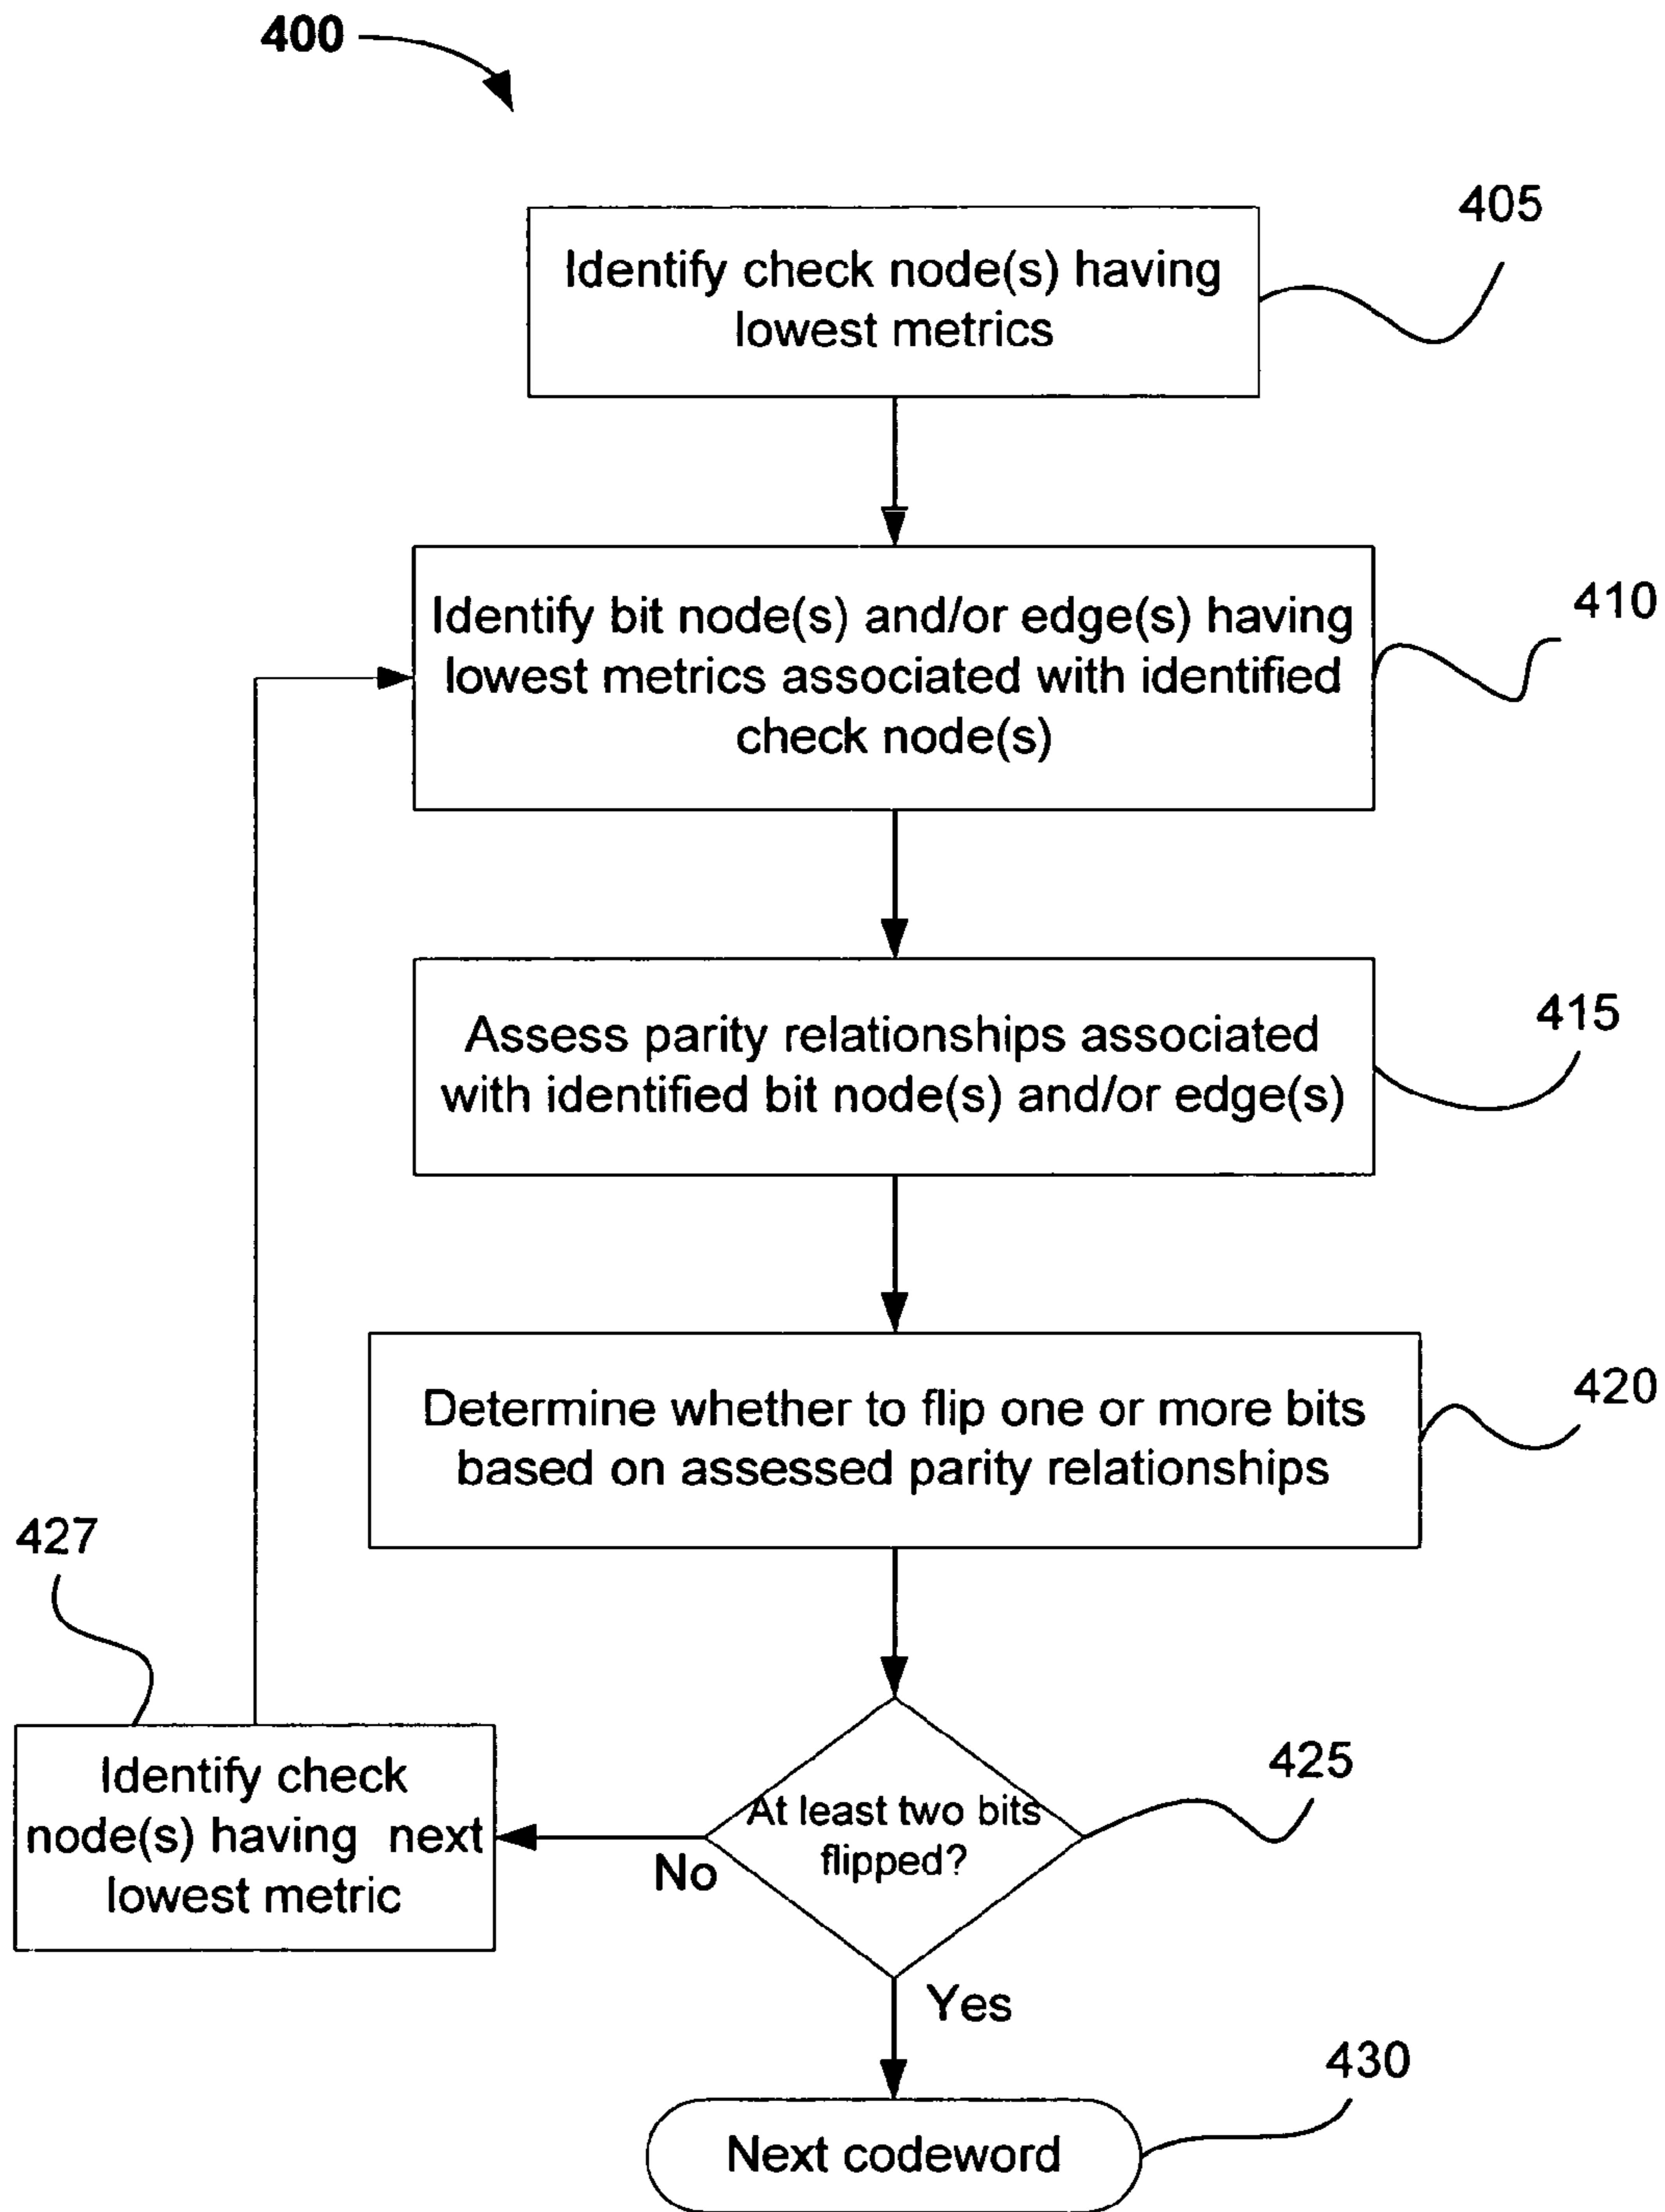 400
405
Identify check node(s) having
lowest metrics
410
Identify bit node(s) and/or edge(s) having
lowest metrics associated with identified
check node(s)
415
Assess parity relationships associated
with identified bit node(s) and/or edge(s)
420
Determine whether to flip one or more bits
based on assessed parity relationships
427
Identify check
node(s) having next
lowest metric
425
At least two bits
flipped?
No
Yes
430
Next codeword